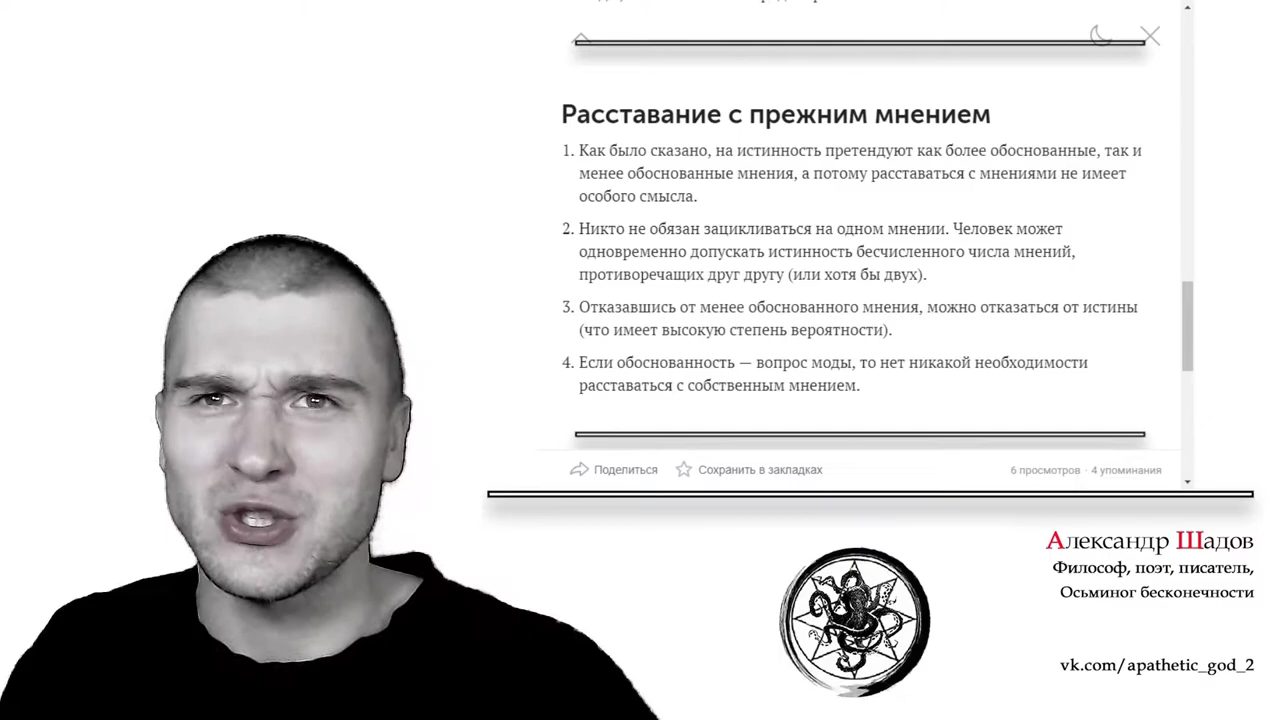 Расставание с прежним мнением
1. Как было сказано, на истинность претендуют как более обоснованные, так и
менее обоснованные мнения, а потому расставаться с мнениями не имеет
особого смысла.
2. Никто не обязан зацикливаться на одном мнении. Человек может
одновременно допускать истинность бесчисленного числа мнений,
противоречащих друг другу (или хотя бы двух).
3. Отказавшись от менее обоснованного мнения, можно отказаться от истины
(что имеет высокую степень вероятности).
4. Если обоснованность — вопрос моды, то нет никакой необходимости
расставаться с собственным мнением.
Поделиться Сохранить в закладках 6 просмотров · 4 упоминания
Александр Шадов
Философ, поэт, писатель,
Осьминог бесконечности
vk.com/apathetic_god_2